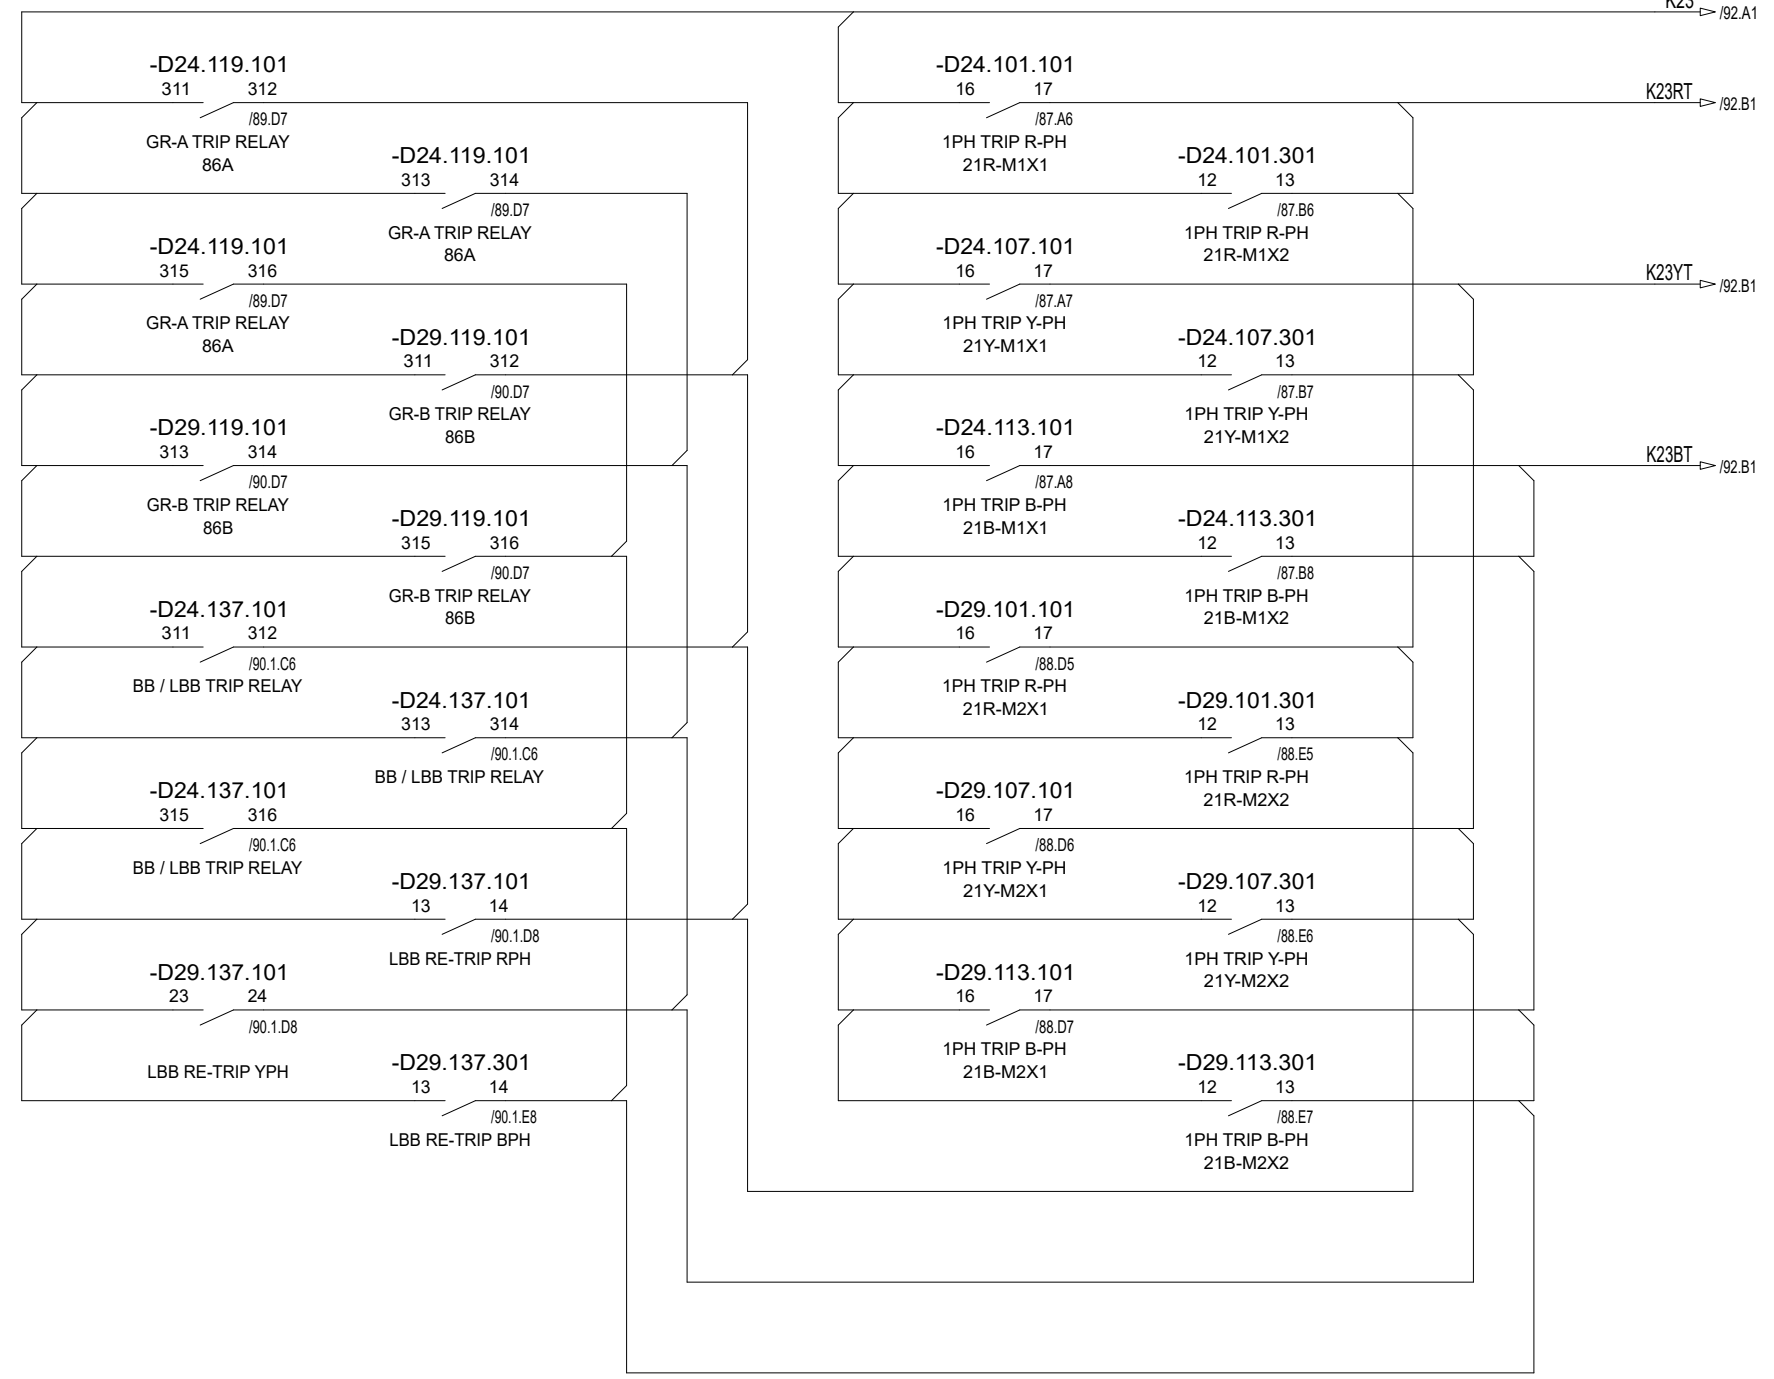 K23
/92.A1
-D24.119.101
311 312
/89.D7
GR-A TRIP RELAY
86A
-D24.119.101
313 314
/89.D7
GR-A TRIP RELAY
86A
-D24.119.101
315 316
/89.D7
GR-A TRIP RELAY
86A
-D29.119.101
311 312
/90.D7
GR-B TRIP RELAY
86B
-D29.119.101
313 314
/90.D7
GR-B TRIP RELAY
86B
-D29.119.101
315 316
/90.D7
GR-B TRIP RELAY
86B
-D24.137.101
311 312
/90.1.C6
BB / LBB TRIP RELAY
-D24.137.101
313 314
/90.1.C6
BB / LBB TRIP RELAY
-D24.137.101
315 316
/90.1.C6
BB / LBB TRIP RELAY
-D29.137.101
13 14
/90.1.D8
LBB RE-TRIP RPH
-D29.137.101
23 24
/90.1.D8
LBB RE-TRIP YPH
-D29.137.301
13 14
/90.1.E8
LBB RE-TRIP BPH
-D24.101.101
16 17
/87.A6
1PH TRIP R-PH
21R-M1X1
K23RT
/92.B1
-D24.101.301
12 13
/87.B6
1PH TRIP R-PH
21R-M1X2
-D24.107.101
16 17
/87.A7
1PH TRIP Y-PH
21Y-M1X1
K23YT
/92.B1
-D24.107.301
12 13
/87.B7
1PH TRIP Y-PH
21Y-M1X2
-D24.113.101
16 17
/87.A8
1PH TRIP B-PH
21B-M1X1
K23BT
/92.B1
-D24.113.301
12 13
/87.B8
1PH TRIP B-PH
21B-M1X2
-D29.101.101
16 17
/88.D5
1PH TRIP R-PH
21R-M2X1
-D29.101.301
12 13
/88.E5
1PH TRIP R-PH
21R-M2X2
-D29.107.101
16 17
/88.D6
1PH TRIP Y-PH
21Y-M2X1
-D29.107.301
12 13
/88.E6
1PH TRIP Y-PH
21Y-M2X2
-D29.113.101
16 17
/88.D7
1PH TRIP B-PH
21B-M2X1
-D29.113.301
12 13
/88.E7
1PH TRIP B-PH
21B-M2X2